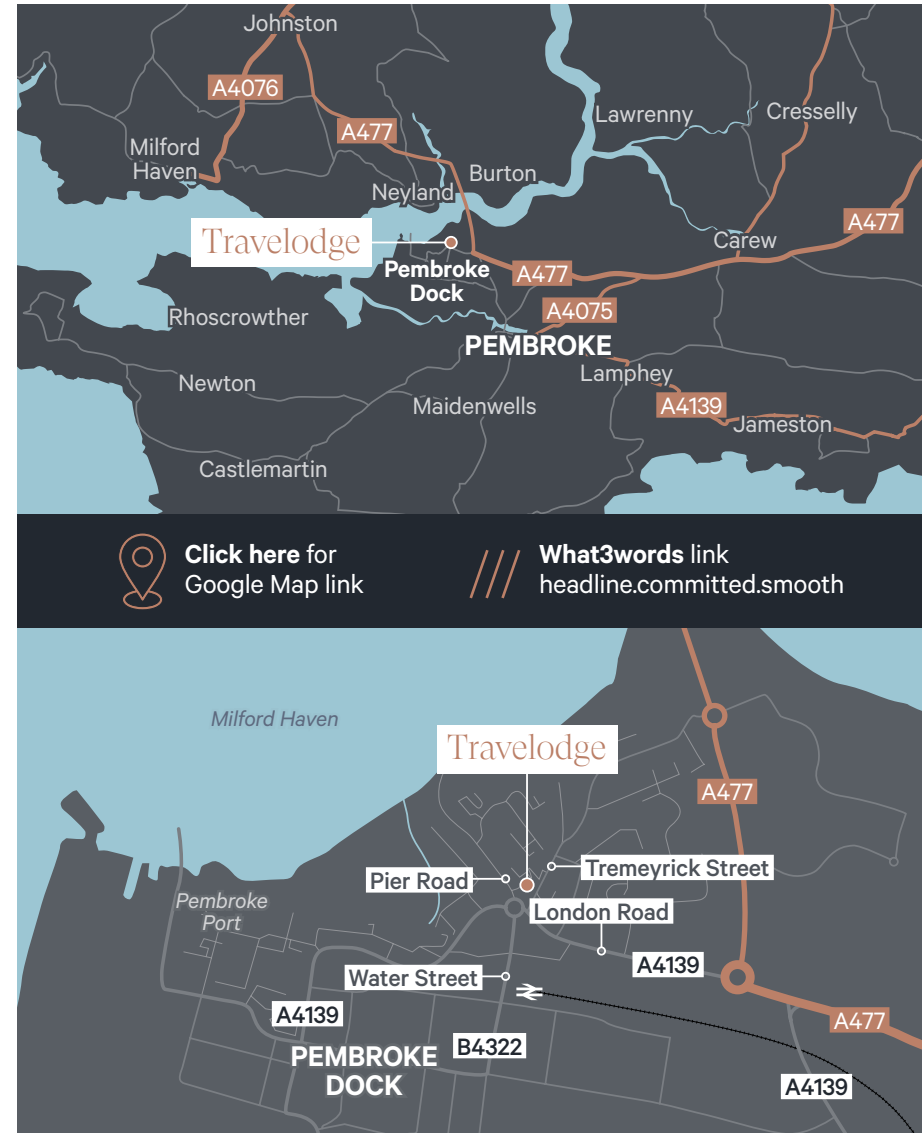 Johnston
A4076
A477
Lawrenny
Cresselly
Milford
Haven
Burton
Neyland
A477
Travelodge
Carew
Pembroke
Dock
A477
A4075
Rhoscrowther
PEMBROKE
Lamphey
Newton
Maidenwells
A4139
Jameston
Castlemartin
Click here for
Google Map link
What3words link
headline.committed.smooth
Milford Haven
Travelodge
A477
Tremeyrick Street
Pier Road
Pembroke
Port
London Road
A4139
Water Street
A4139
A477
B4322
PEMBROKE
DOCK
A4139